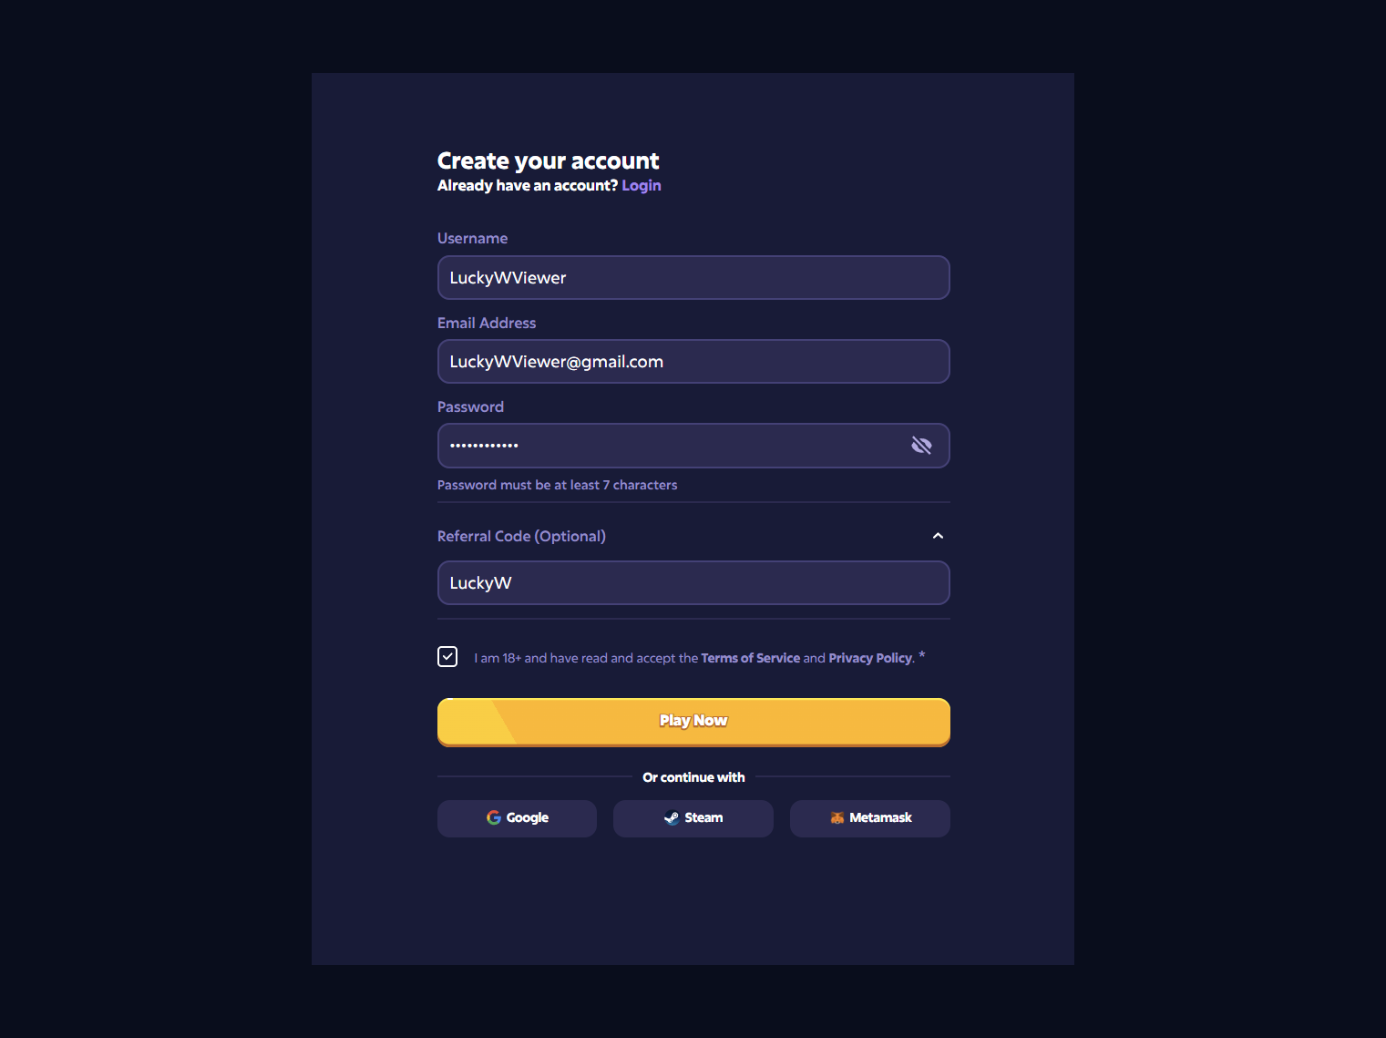 Create your account
Already have an account? Login
Username
LuckyWViewer
Email Address
LuckyWViewer@gmail.com
Password
••••••••••••
Password must be at least 7 characters
Referral Code (Optional)
LuckyW
I am 18+ and have read and accept the Terms of Service and Privacy Policy. *
Play Now
Or continue with
Google
Steam
Metamask